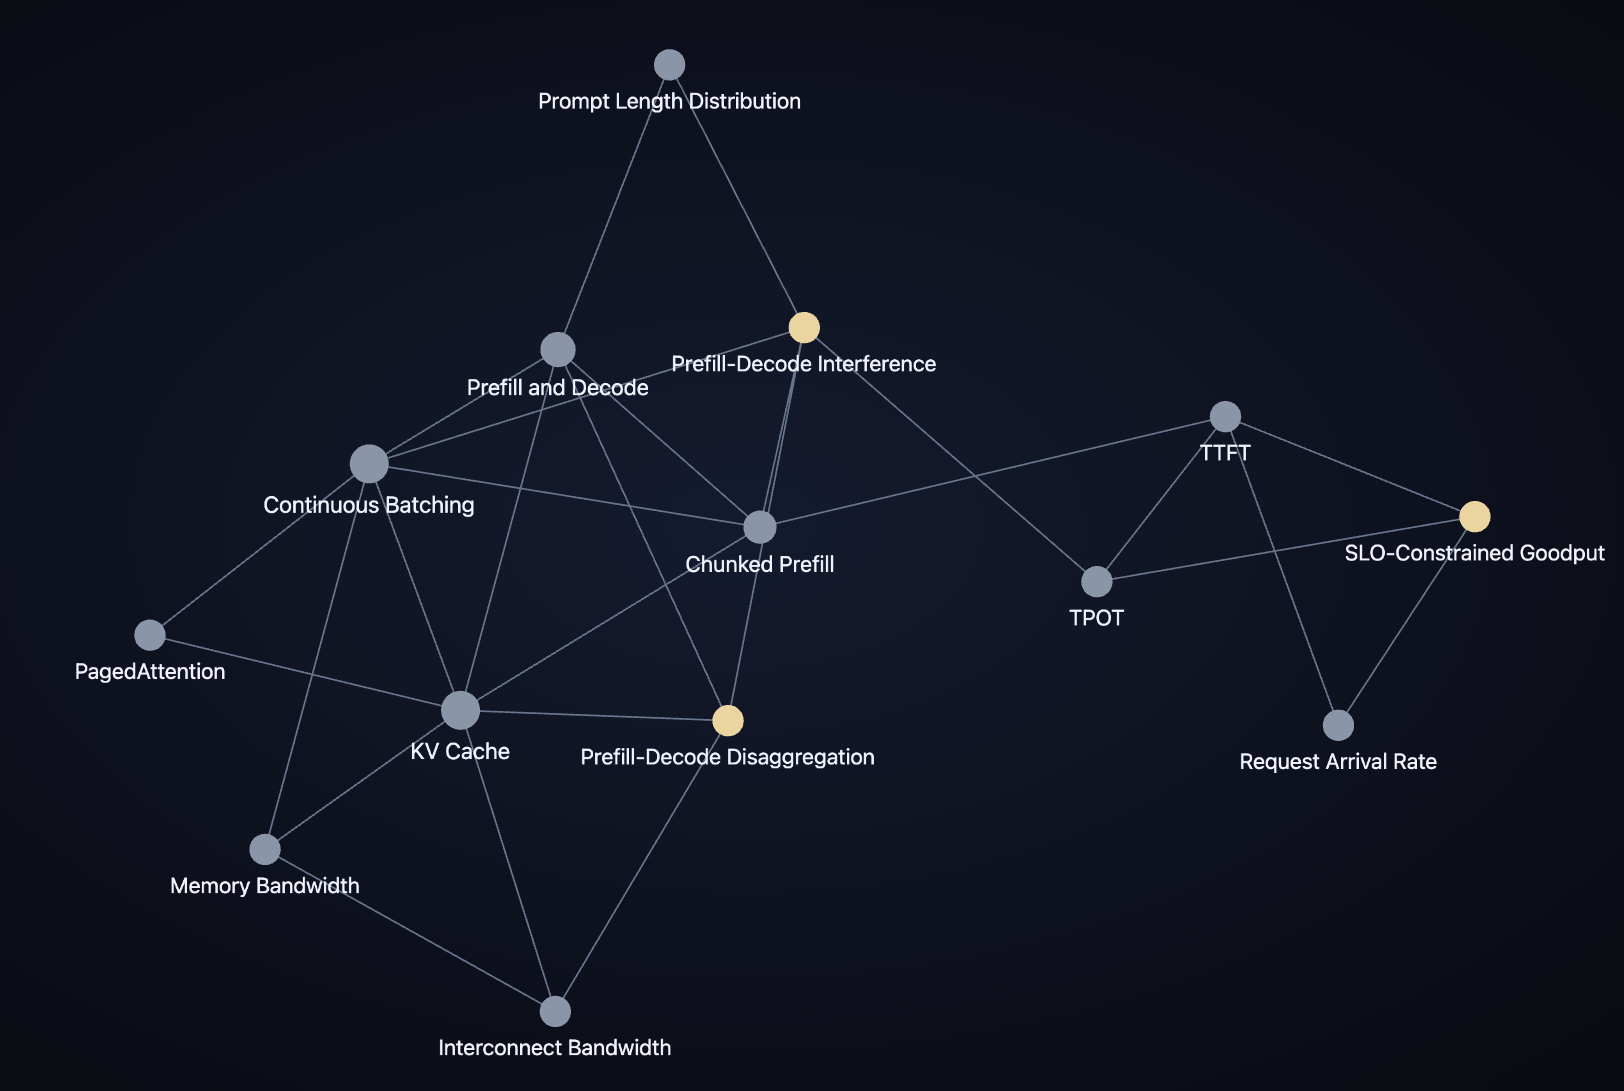 Prompt Length Distribution
Prefill-Decode Interference
Prefill and Decode
TTFT
Continuous Batching
SLO-Constrained Goodput
Chunked Prefill
TPOT
PagedAttention
KV Cache
Prefill-Decode Disaggregation
Request Arrival Rate
Memory Bandwidth
Interconnect Bandwidth